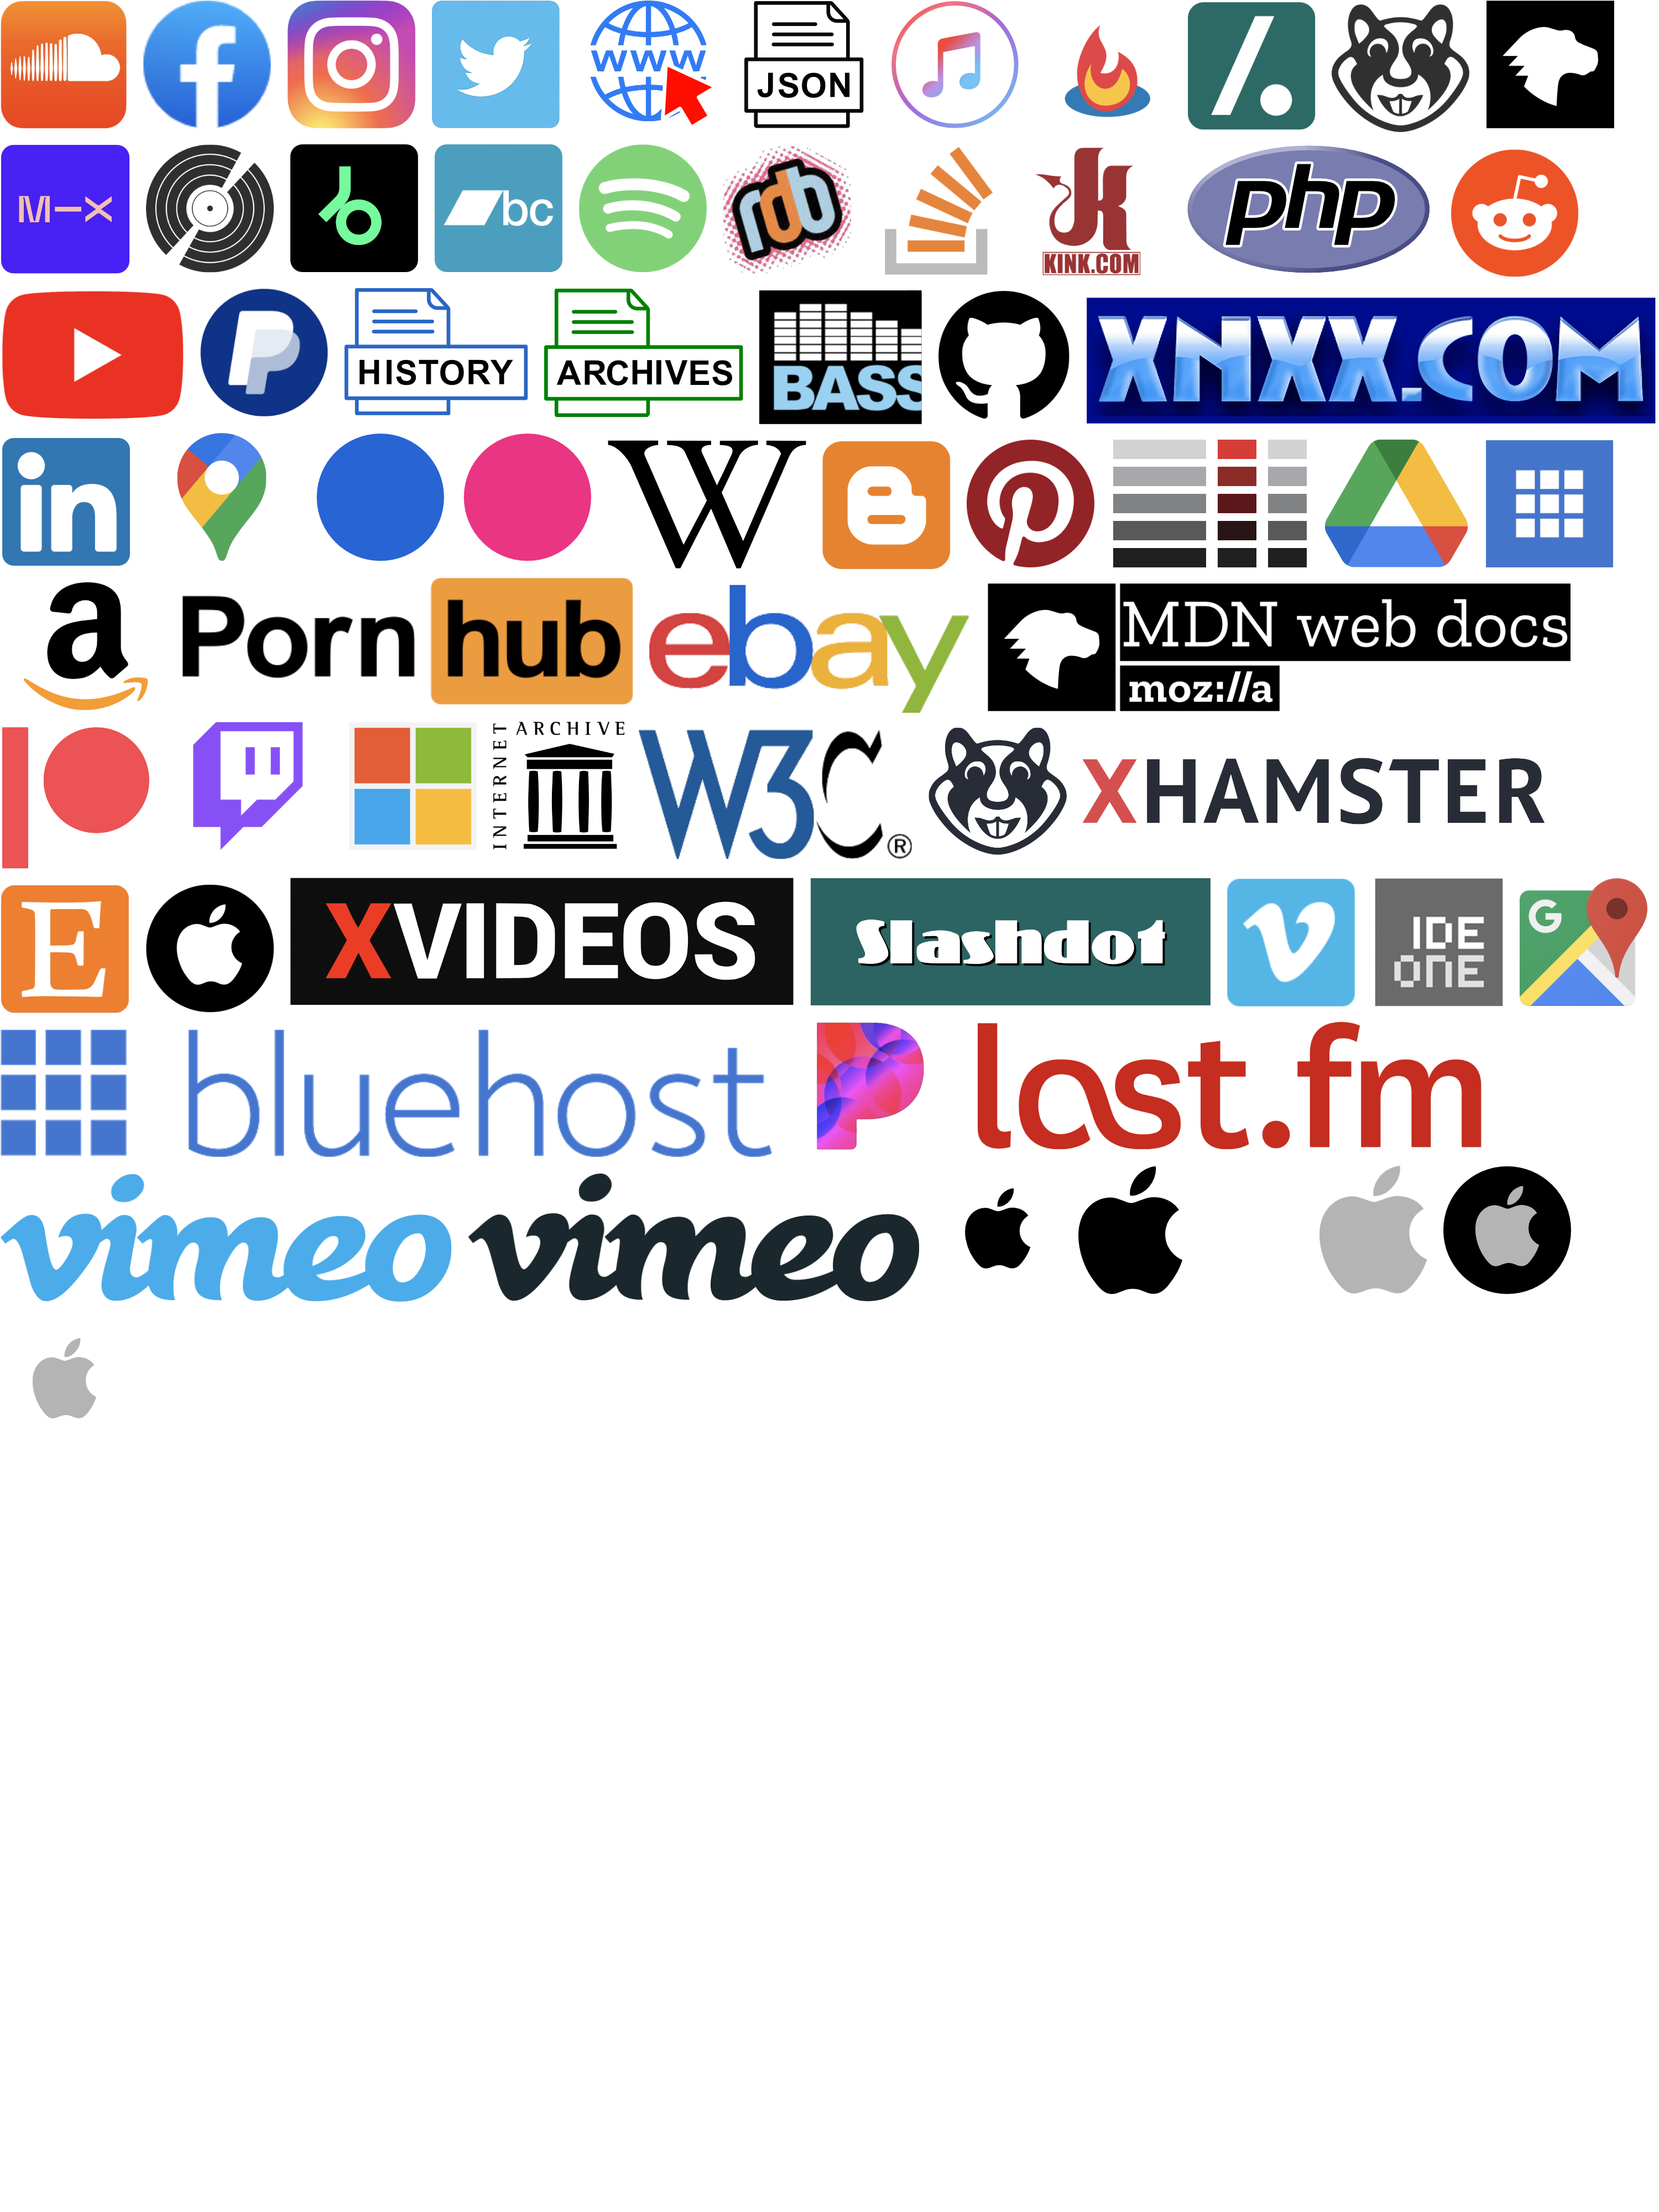 www JSON
M-X bc rdb KINK.COM php
HISTORY ARCHIVES BASS XNXX.COM
in W B
a Porn hub ebay MDN web docs
moz://a
INTERNET ARCHIVE W3C® XHAMSTER
E XVIDEOS Slashdot v G IDE
ONE
bluehost P last.fm
vimeo vimeo